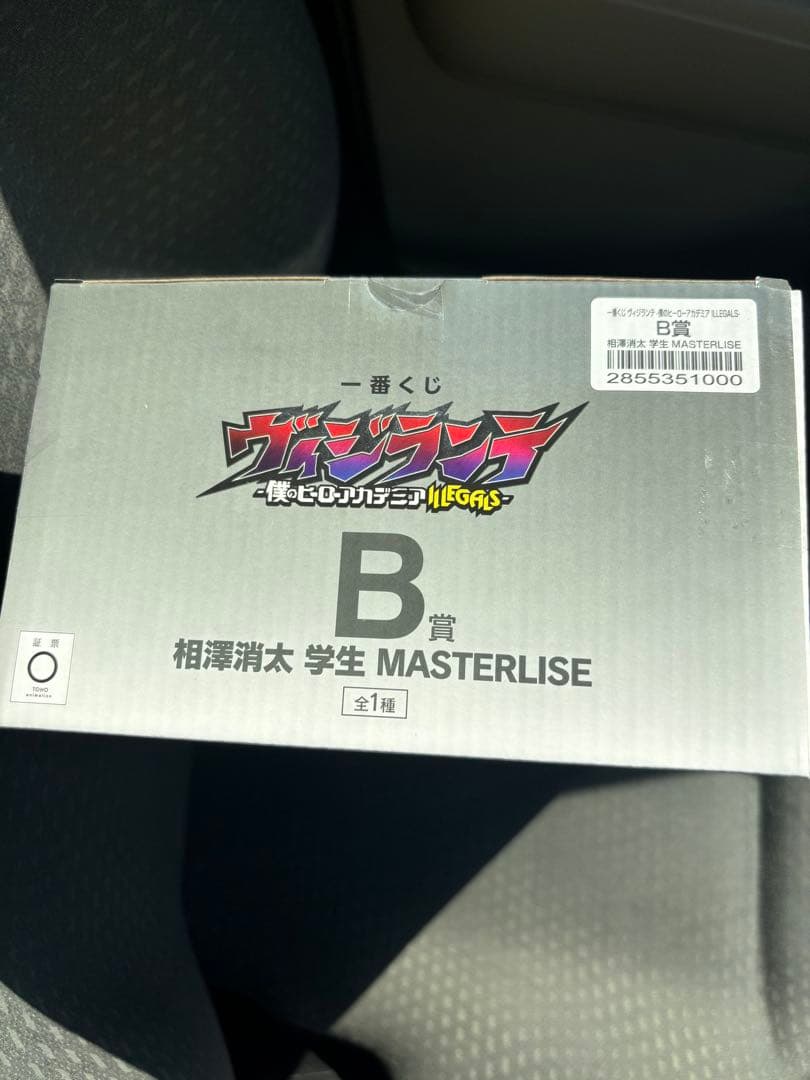 一番くじ ヴィジランテ -僕のヒーローアカデミア ILLEGALS-
B賞
相澤消太 学生 MASTERLISE
2855351000
一番くじ
ヴィジランテ
-僕のヒーローアカデミア ILLEGALS-
B賞
相澤消太 学生 MASTERLISE
全1種
証票
TOHO
animation